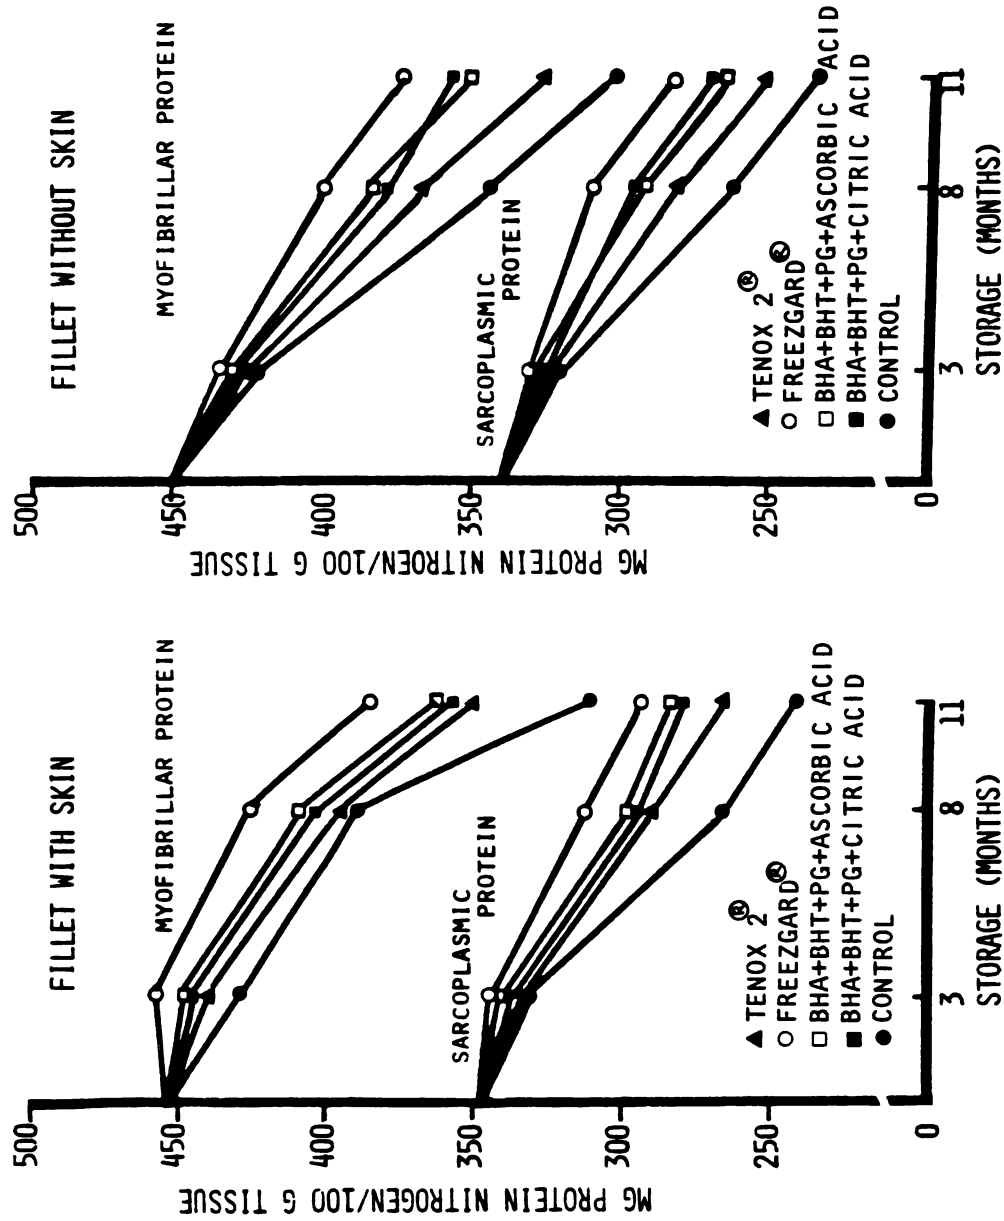 FILLET WITH SKIN
MYOFIBRILLAR PROTEIN
SARCOPLASMIC
PROTEIN
500
450
400
350
300
250
0
MG PROTEIN NITROGEN/100 G TISSUE
▲ TENOX 2®
○ FREEZGARD®
□ BHA+BHT+PG+ASCORBIC ACID
■ BHA+BHT+PG+CITRIC ACID
● CONTROL
3
8
11
STORAGE (MONTHS)
FILLET WITHOUT SKIN
MYOFIBRILLAR PROTEIN
SARCOPLASMIC
PROTEIN
500
450
400
350
300
250
0
MG PROTEIN NITROEN/100 G TISSUE
▲ TENOX 2®
○ FREEZGARD®
□ BHA+BHT+PG+ASCORBIC ACID
■ BHA+BHT+PG+CITRIC ACID
● CONTROL
3
8
11
STORAGE (MONTHS)